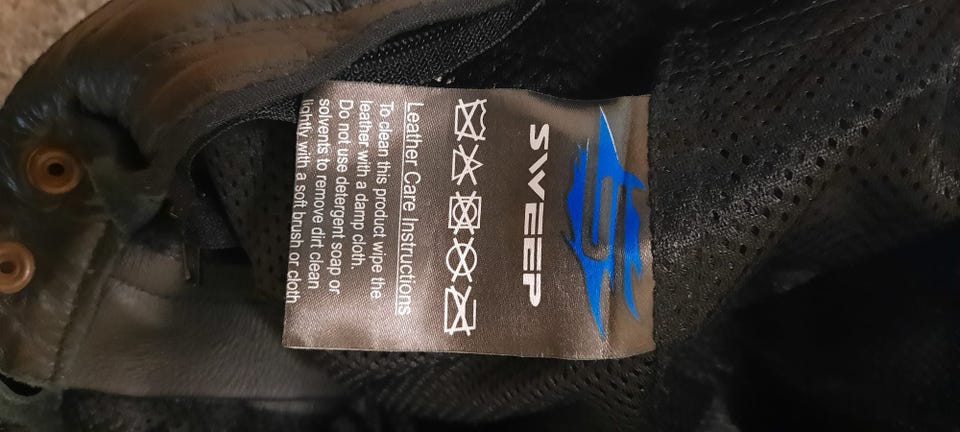 SWEEP
Leather Care Instructions
To clean this product wipe the
leather with a damp cloth.
Do not use detergent soap or
solvents to remove dirt clean
lightly with a soft brush or cloth